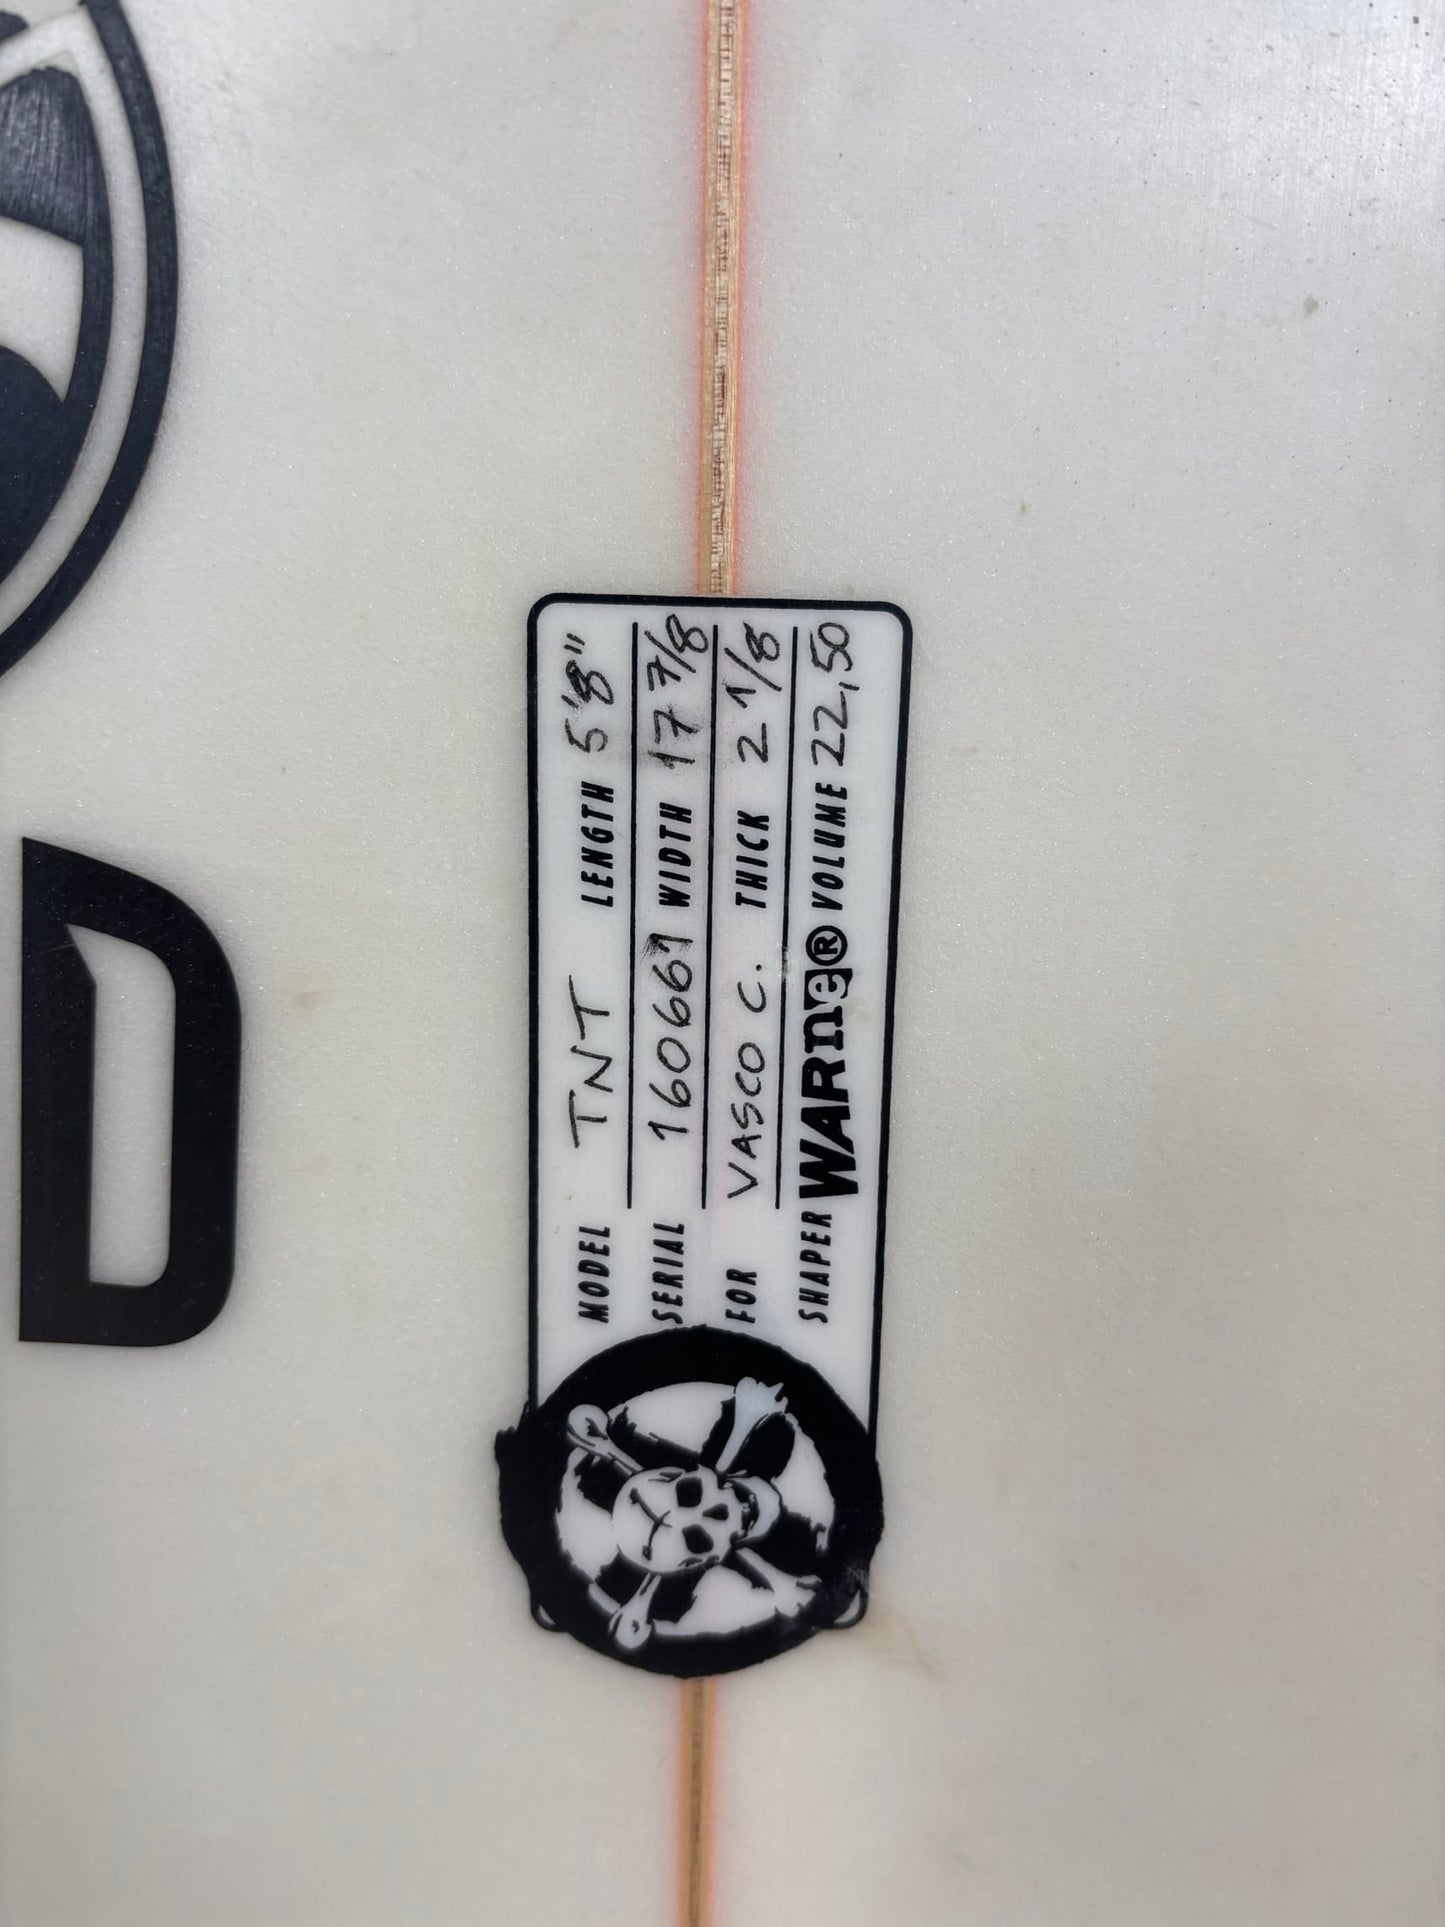 MODEL TNT LENGTH 5'8"
SERIAL 160661 WIDTH 17 7/8
FOR VASCO C. THICK 2 1/8
SHAPER WARNE® VOLUME 22,50
D